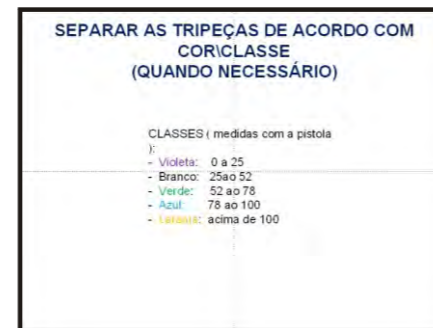 SEPARAR AS TRIPEÇAS DE ACORDO COM
COR\CLASSE
(QUANDO NECESSÁRIO)
CLASSES ( medidas com a pistola
):
- Violeta: 0 a 25
- Branco: 25ao 52
- Verde: 52 ao 78
- Azul: 78 ao 100
- Laranja: acima de 100